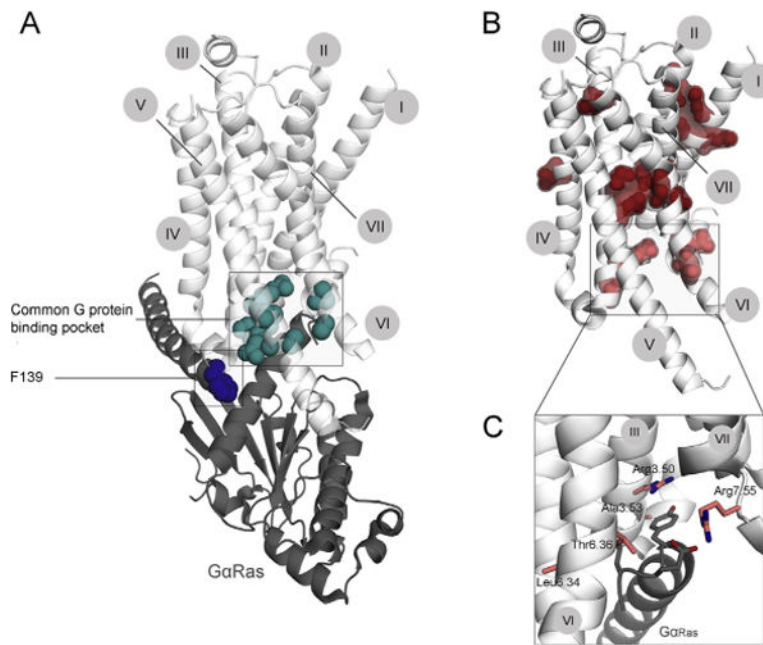 A
III
II
V
I
VII
IV
Common G protein
binding pocket
VI
F139
GαRas
B
III
II
I
VII
IV
VI
V
C
III
VII
Arg3.50
Arg7.55
Ala3.53
Thr6.36
Leu6.34
VI
GαRas